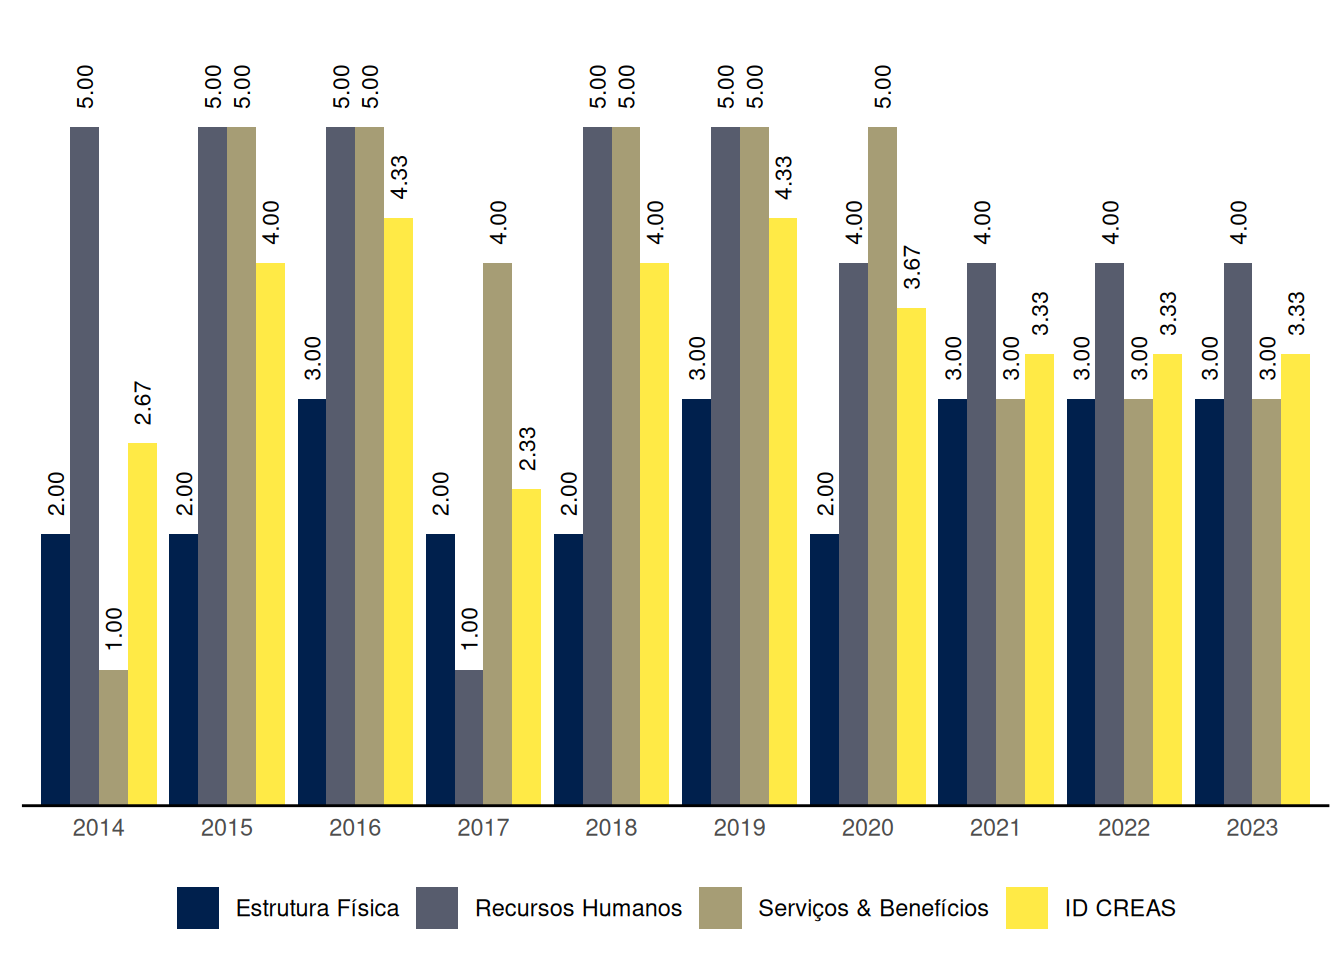 5.00 5.00 5.00 5.00 5.00 5.00 5.00 5.00 5.00 5.00
4.33 4.33
4.00 4.00 4.00 4.00 4.00 4.00 4.00
3.67
3.33 3.33 3.33
3.00 3.00 3.00 3.00 3.00 3.00 3.00 3.00
2.67
2.33
2.00 2.00 2.00 2.00 2.00
1.00 1.00
2014 2015 2016 2017 2018 2019 2020 2021 2022 2023
Estrutura Física Recursos Humanos Serviços & Benefícios ID CREAS